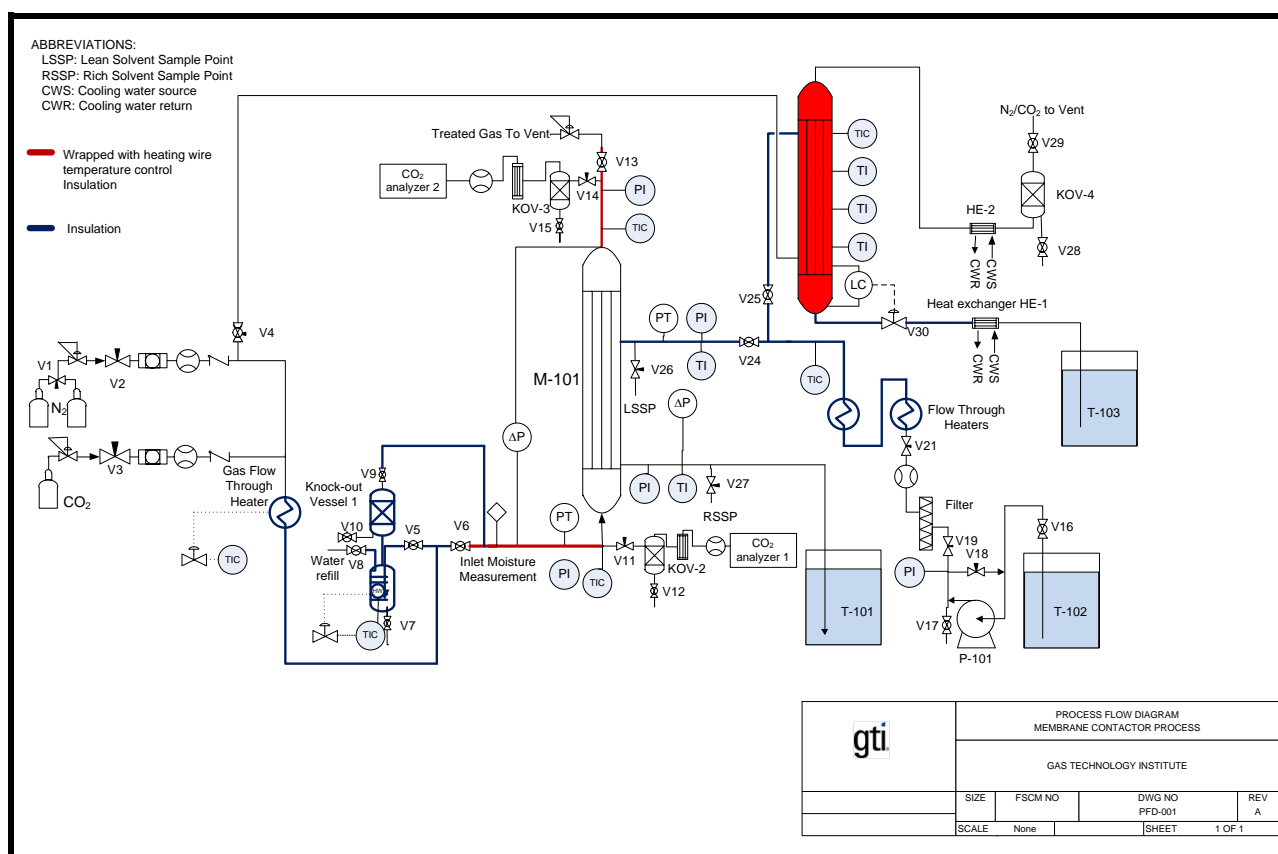 ABBREVIATIONS:
LSSP: Lean Solvent Sample Point
RSSP: Rich Solvent Sample Point
CWS: Cooling water source
CWR: Cooling water return
Wrapped with heating wire
temperature control
Insulation
Insulation
Treated Gas To Vent
V13
CO2
analyzer 2
KOV-3
V14
V15
PI
TIC
TIC
TI
TI
TI
LC
N2/CO2 to Vent
V29
KOV-4
HE-2
V28
CWR
CWS
V25
Heat exchanger HE-1
V30
CWR
CWS
T-103
V4
V1
V2
N2
V3
CO2
M-101
PT
PI
TI
V24
V26
LSSP
TIC
ΔP
ΔP
Flow Through
Heaters
V21
Gas Flow
Through
Heater
TIC
V9
Knock-out
Vessel 1
V10
V5
V6
V8
Water
refill
HW
TIC
V7
Inlet Moisture
Measurement
PT
PI
TIC
PI
TI
V27
RSSP
V11
KOV-2
V12
CO2
analyzer 1
T-101
Filter
V19
V18
V16
PI
V17
P-101
T-102
gti
PROCESS FLOW DIAGRAM
MEMBRANE CONTACTOR PROCESS
GAS TECHNOLOGY INSTITUTE
SIZE FSCM NO DWG NO REV
PFD-001 A
SCALE None SHEET 1 OF 1